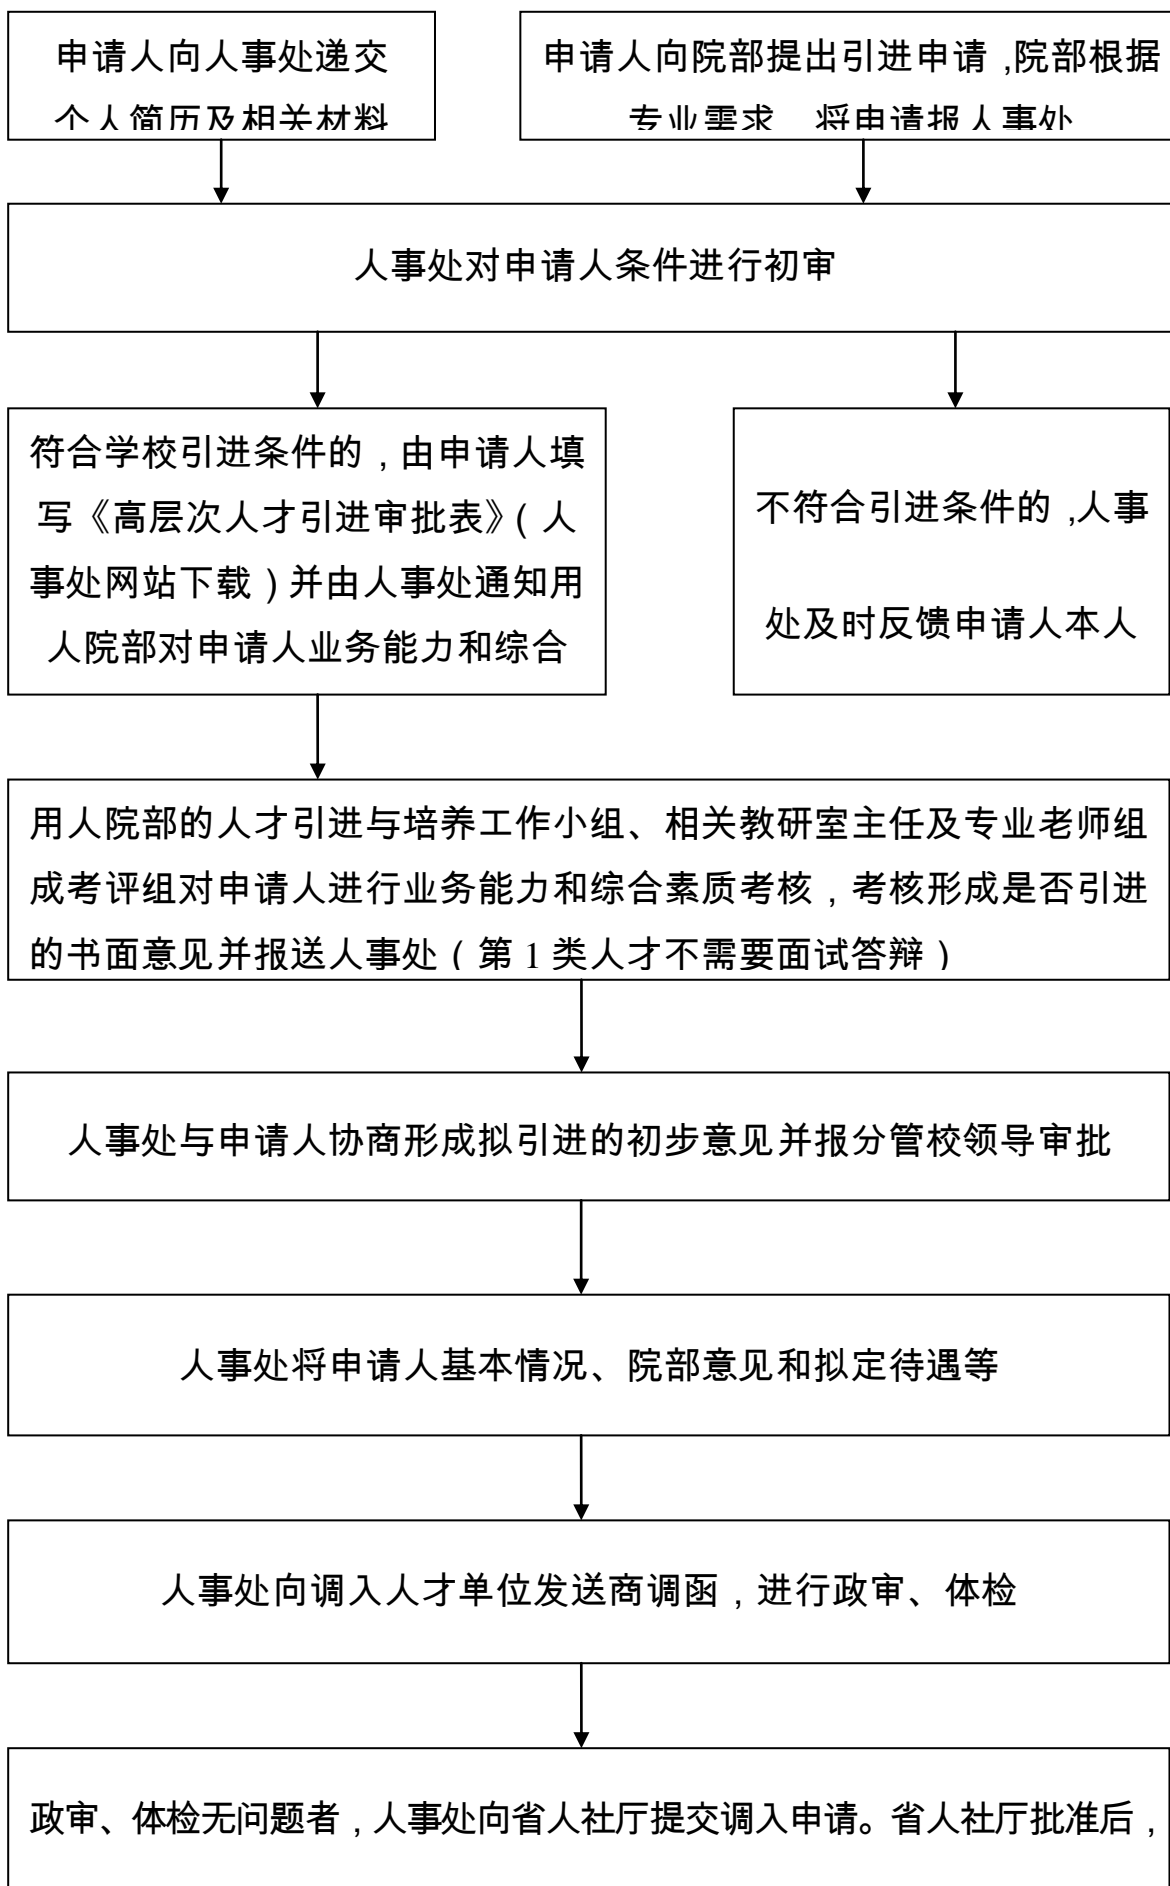 申请人向人事处递交
个人简历及相关材料
申请人向院部提出引进申请,院部根据
专业需求 将申请报人事处
人事处对申请人条件进行初审
符合学校引进条件的,由申请人填
写《高层次人才引进审批表》(人
事处网站下载)并由人事处通知用
人院部对申请人业务能力和综合
不符合引进条件的,人事
处及时反馈申请人本人
用人院部的人才引进与培养工作小组、相关教研室主任及专业老师组
成考评组对申请人进行业务能力和综合素质考核,考核形成是否引进
的书面意见并报送人事处(第1类人才不需要面试答辩)
人事处与申请人协商形成拟引进的初步意见并报分管校领导审批
人事处将申请人基本情况、院部意见和拟定待遇等
人事处向调入人才单位发送商调函,进行政审、体检
政审、体检无问题者,人事处向省人社厅提交调入申请。省人社厅批准后,